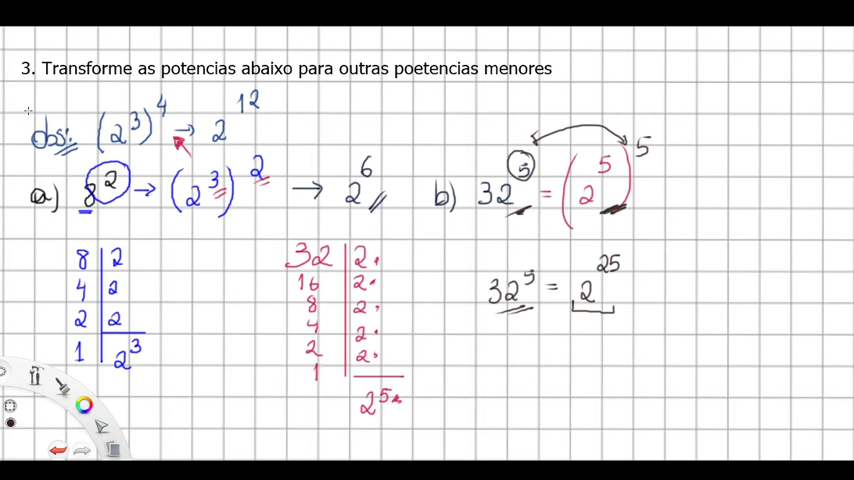 3. Transforme as potencias abaixo para outras poetencias menores
obs: (2³)⁴ → 2¹²
a) 8² → (2³)² → 2⁶
b) 32⁵ = (2⁵)⁵
8 | 2
4 | 2
2 | 2
1 | 2³
32 | 2
16 | 2
8 | 2
4 | 2
2 | 2
1
2⁵
32⁵ = 2²⁵